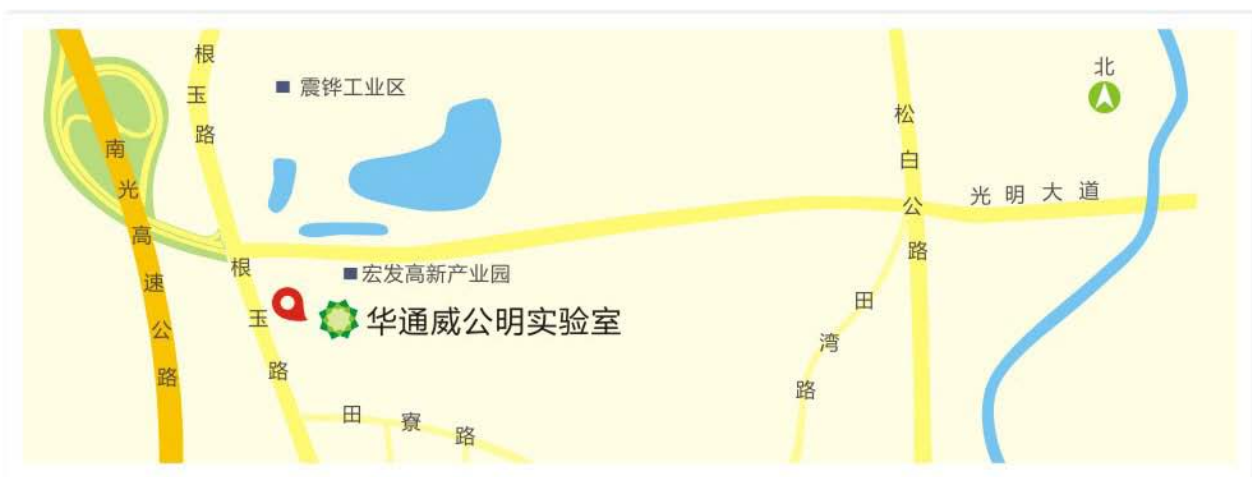 根玉路
震铧工业区
北
南光高速公路
松白公路
光明大道
根玉路
宏发高新产业园
华通威公明实验室
田湾路
田寮路